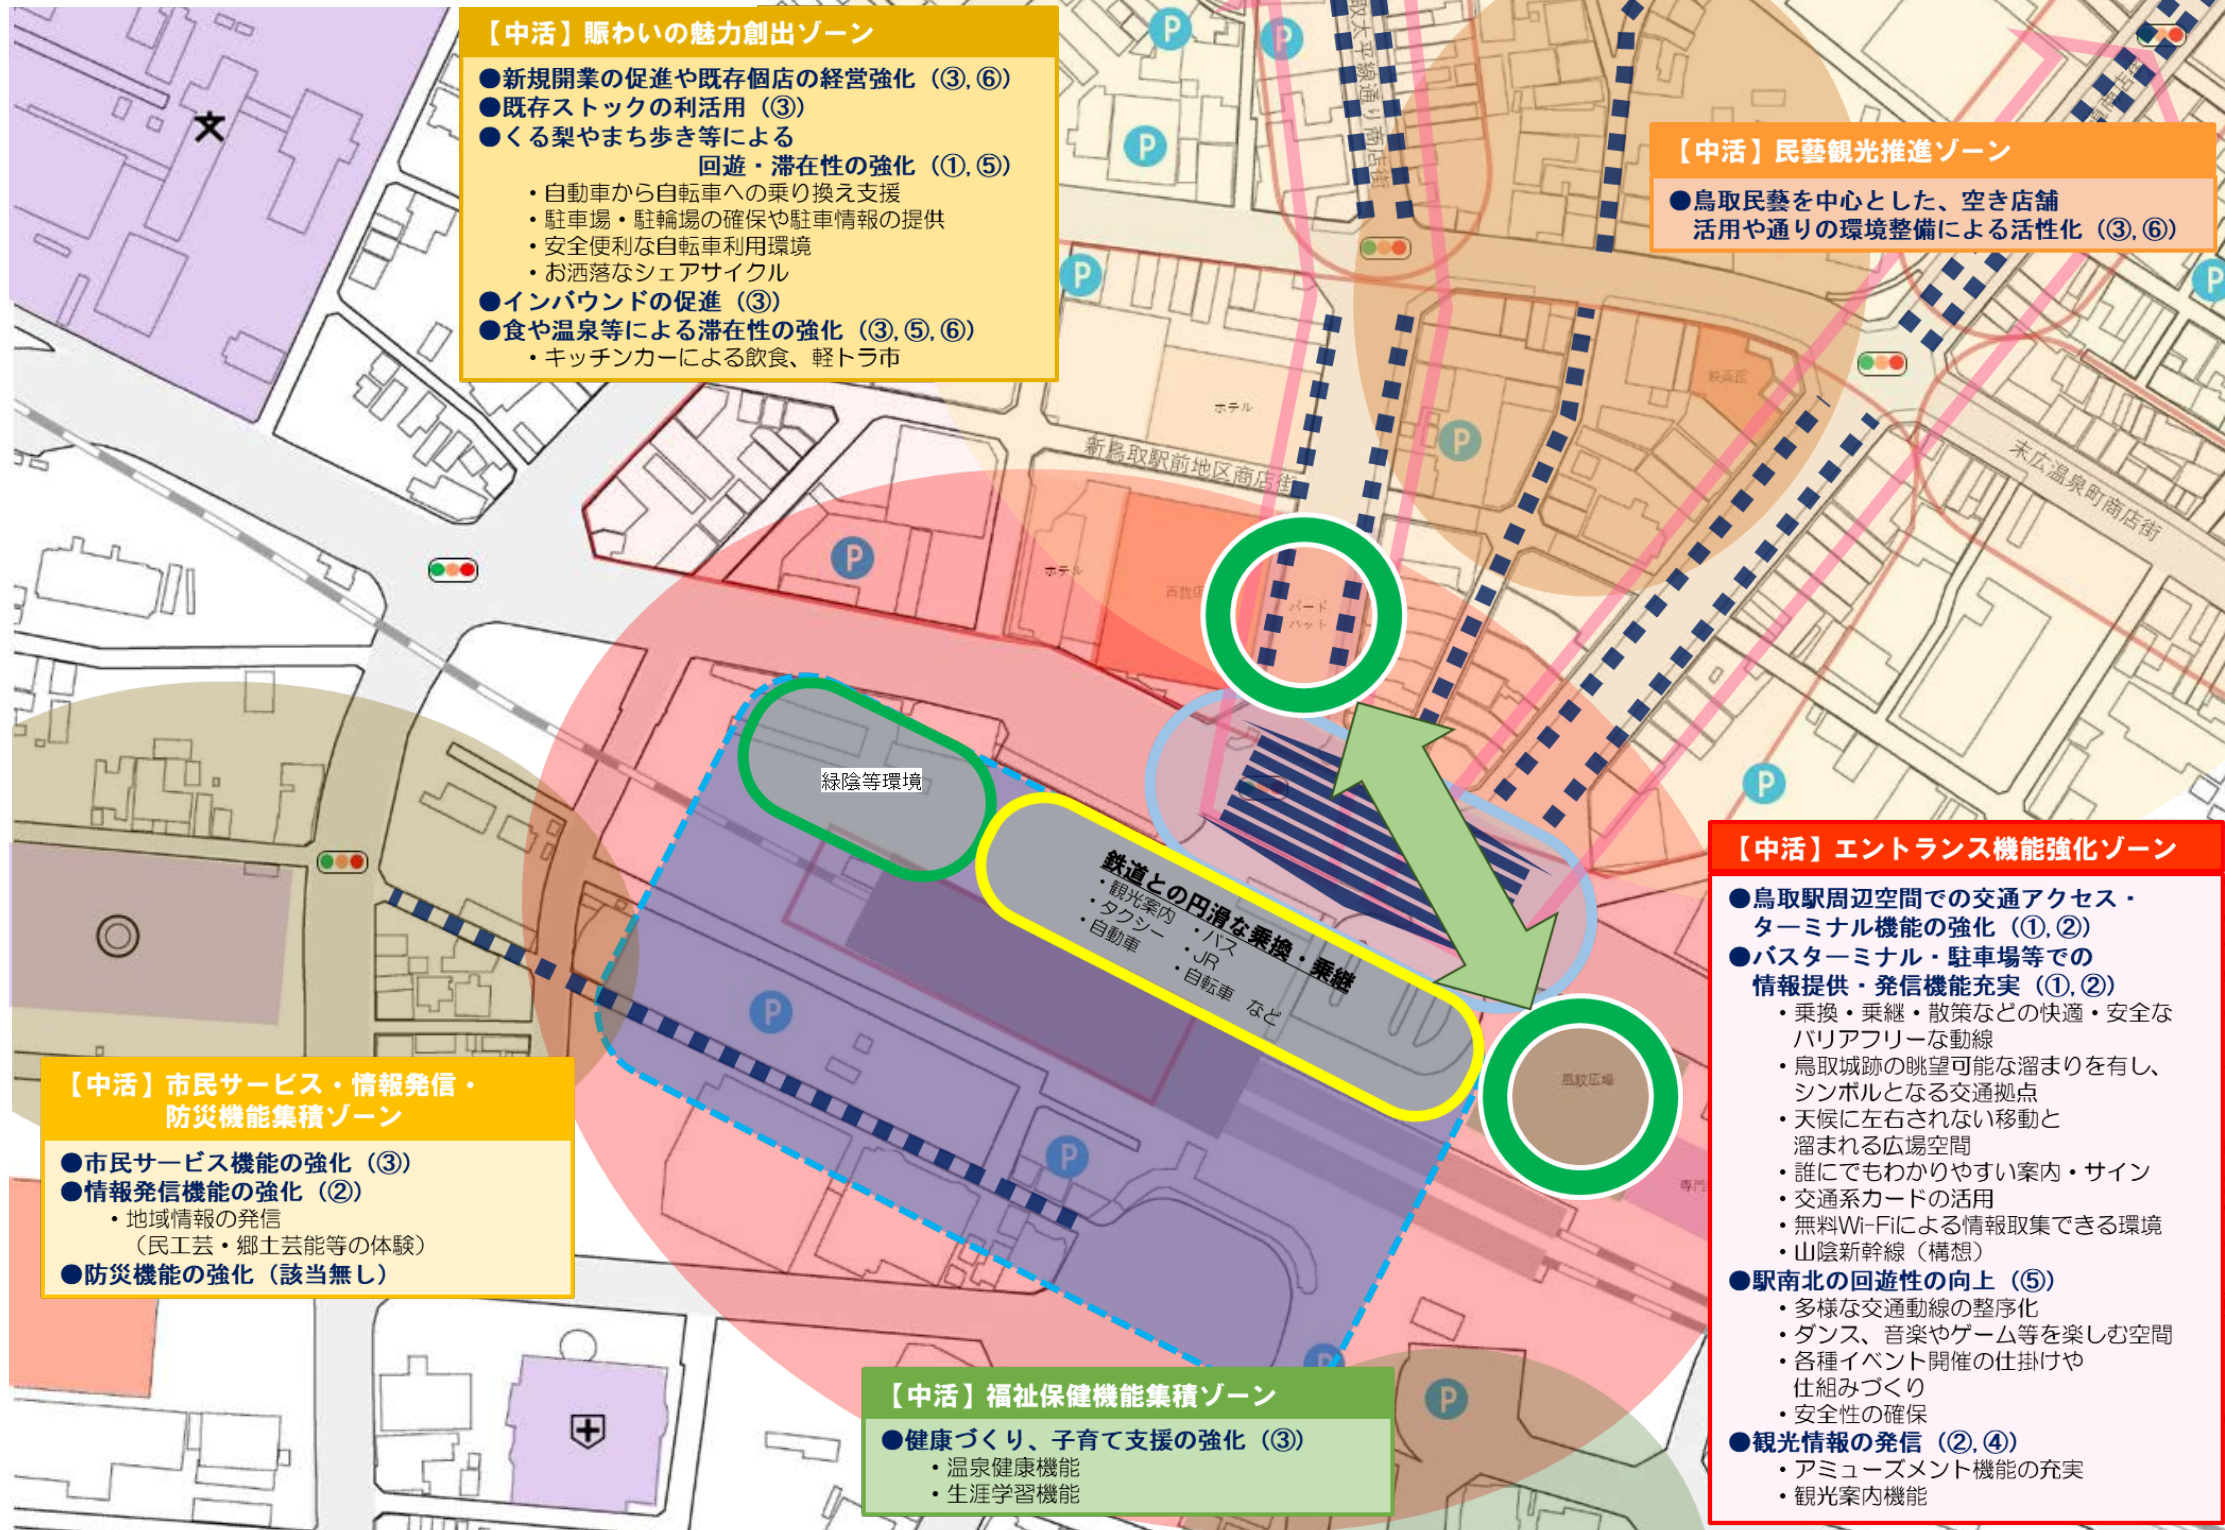 【中活】賑わいの魅力創出ゾーン
●新規開業の促進や既存個店の経営強化（③,⑥）
●既存ストックの利活用（③）
●くる梨やまち歩き等による
回遊・滞在性の強化（①,⑤）
・自動車から自転車への乗り換え支援
・駐車場・駐輪場の確保や駐車情報の提供
・安全便利な自転車利用環境
・お洒落なシェアサイクル
●インバウンドの促進（③）
●食や温泉等による滞在性の強化（③,⑤,⑥）
・キッチンカーによる飲食、軽トラ市
【中活】民藝観光推進ゾーン
●鳥取民藝を中心とした、空き店舗
活用や通りの環境整備による活性化（③,⑥）
取大平線通り商店街
P
P
P
P
P
P
P
P
P
P
P
P
ホテル
新鳥取駅前地区商店街
映画館
末広温泉町商店街
ホテル
百貨店
バード
ハット
緑陰等環境
鉄道との円滑な乗換・乗継
・観光案内 ・バス
・タクシー ・JR
・自動車 ・自転車 など
風紋広場
専門
【中活】エントランス機能強化ゾーン
●鳥取駅周辺空間での交通アクセス・
ターミナル機能の強化（①,②）
●バスターミナル・駐車場等での
情報提供・発信機能充実（①,②）
・乗換・乗継・散策などの快適・安全な
バリアフリーな動線
・鳥取城跡の眺望可能な溜まりを有し、
シンボルとなる交通拠点
・天候に左右されない移動と
溜まれる広場空間
・誰にでもわかりやすい案内・サイン
・交通系カードの活用
・無料Wi-Fiによる情報取集できる環境
・山陰新幹線（構想）
●駅南北の回遊性の向上（⑤）
・多様な交通動線の整序化
・ダンス、音楽やゲーム等を楽しむ空間
・各種イベント開催の仕掛けや
仕組みづくり
・安全性の確保
●観光情報の発信（②,④）
・アミューズメント機能の充実
・観光案内機能
【中活】市民サービス・情報発信・
防災機能集積ゾーン
●市民サービス機能の強化（③）
●情報発信機能の強化（②）
・地域情報の発信
（民工芸・郷土芸能等の体験）
●防災機能の強化（該当無し）
【中活】福祉保健機能集積ゾーン
●健康づくり、子育て支援の強化（③）
・温泉健康機能
・生涯学習機能